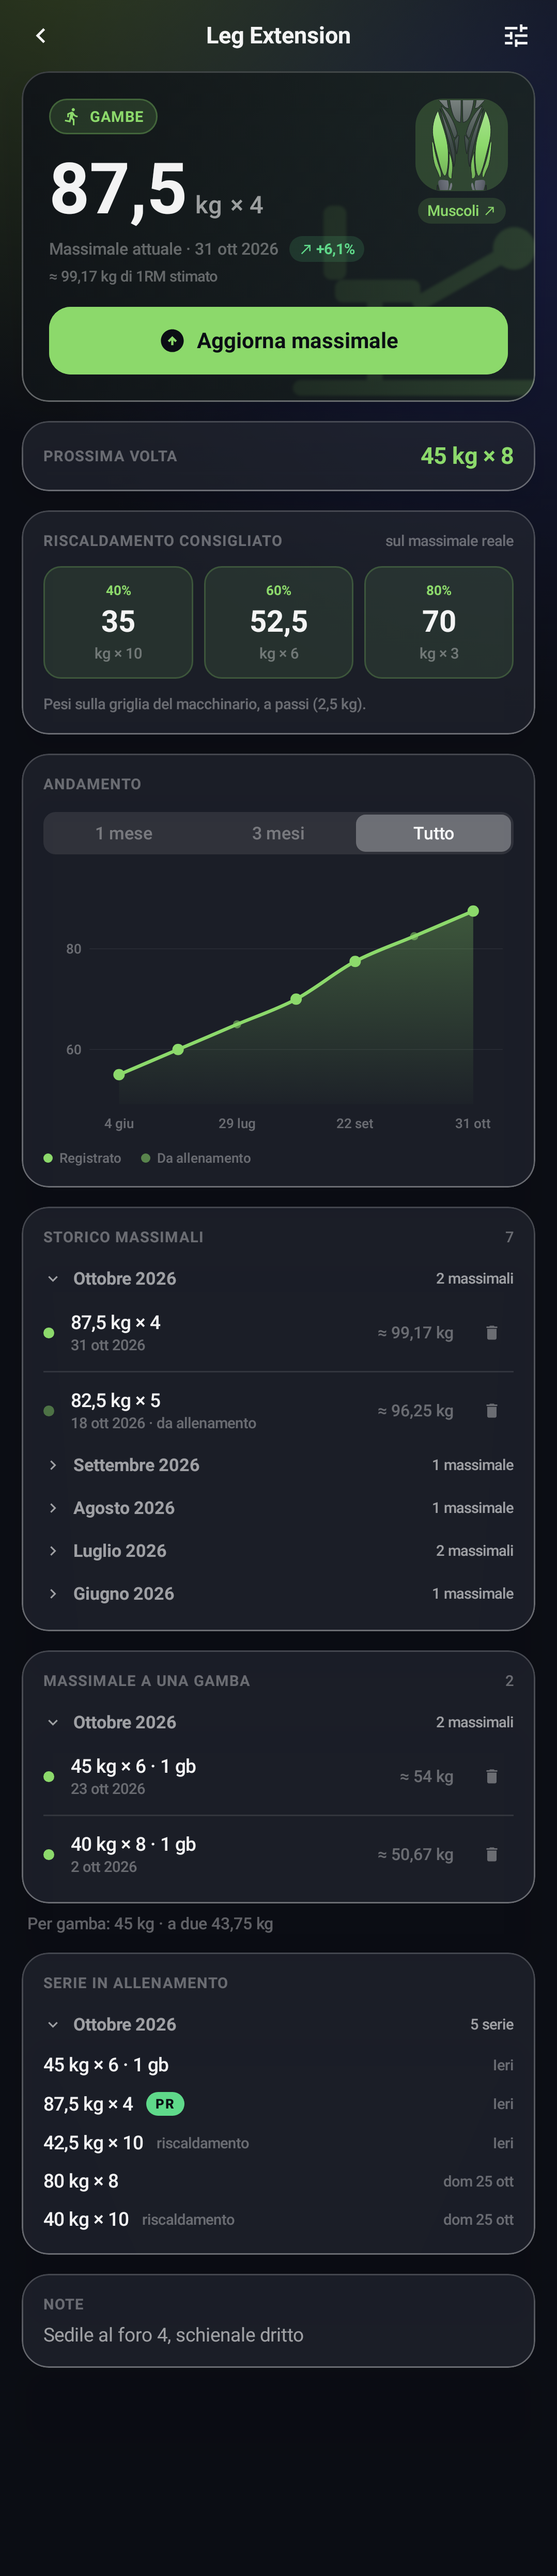 Leg Extension
GAMBE
87,5 kg × 4
Muscoli ↗
Massimale attuale · 31 ott 2026 ↗ +6,1%
≈ 99,17 kg di 1RM stimato
Aggiorna massimale
PROSSIMA VOLTA 45 kg × 8
RISCALDAMENTO CONSIGLIATO sul massimale reale
40% 60% 80%
35 52,5 70
kg × 10 kg × 6 kg × 3
Pesi sulla griglia del macchinario, a passi (2,5 kg).
ANDAMENTO
1 mese 3 mesi Tutto
80
60
4 giu 29 lug 22 set 31 ott
Registrato Da allenamento
STORICO MASSIMALI 7
Ottobre 2026 2 massimali
87,5 kg × 4 ≈ 99,17 kg
31 ott 2026
82,5 kg × 5 ≈ 96,25 kg
18 ott 2026 · da allenamento
Settembre 2026 1 massimale
Agosto 2026 1 massimale
Luglio 2026 2 massimali
Giugno 2026 1 massimale
MASSIMALE A UNA GAMBA 2
Ottobre 2026 2 massimali
45 kg × 6 · 1 gb ≈ 54 kg
23 ott 2026
40 kg × 8 · 1 gb ≈ 50,67 kg
2 ott 2026
Per gamba: 45 kg · a due 43,75 kg
SERIE IN ALLENAMENTO
Ottobre 2026 5 serie
45 kg × 6 · 1 gb Ieri
87,5 kg × 4 PR Ieri
42,5 kg × 10 riscaldamento Ieri
80 kg × 8 dom 25 ott
40 kg × 10 riscaldamento dom 25 ott
NOTE
Sedile al foro 4, schienale dritto